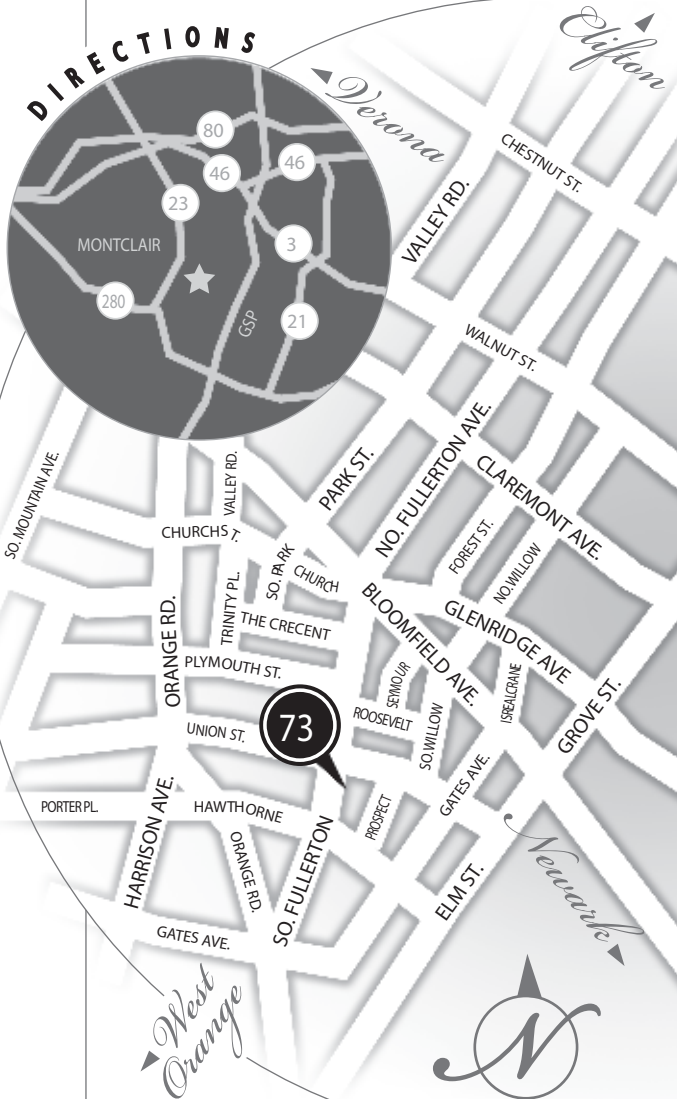 DIRECTIONS
Clifton
Verona
80
46
46
23
MONTCLAIR
3
280
GSP
21
CHESTNUT ST.
VALLEY RD.
WALNUT ST.
SO. MOUNTAIN AVE.
VALLEY RD.
PARK ST.
NO. FULLERTON AVE.
CLAREMONT AVE.
CHURCHS T.
SO. PARK
CHURCH
FOREST ST.
NO. WILLOW
TRINITY PL.
THE CRECENT
BLOOMFIELD AVE.
GLENRIDGE AVE
ORANGE RD.
PLYMOUTH ST.
SEYMOUR
ISREALCRANE
ROOSEVELT
SO. WILLOW
GROVE ST.
73
UNION ST.
GATES AVE.
PORTER PL.
HARRISON AVE.
HAWTHORNE
PROSPECT
ORANGE RD.
SO. FULLERTON
ELM ST.
Newark
GATES AVE.
West
Orange
N